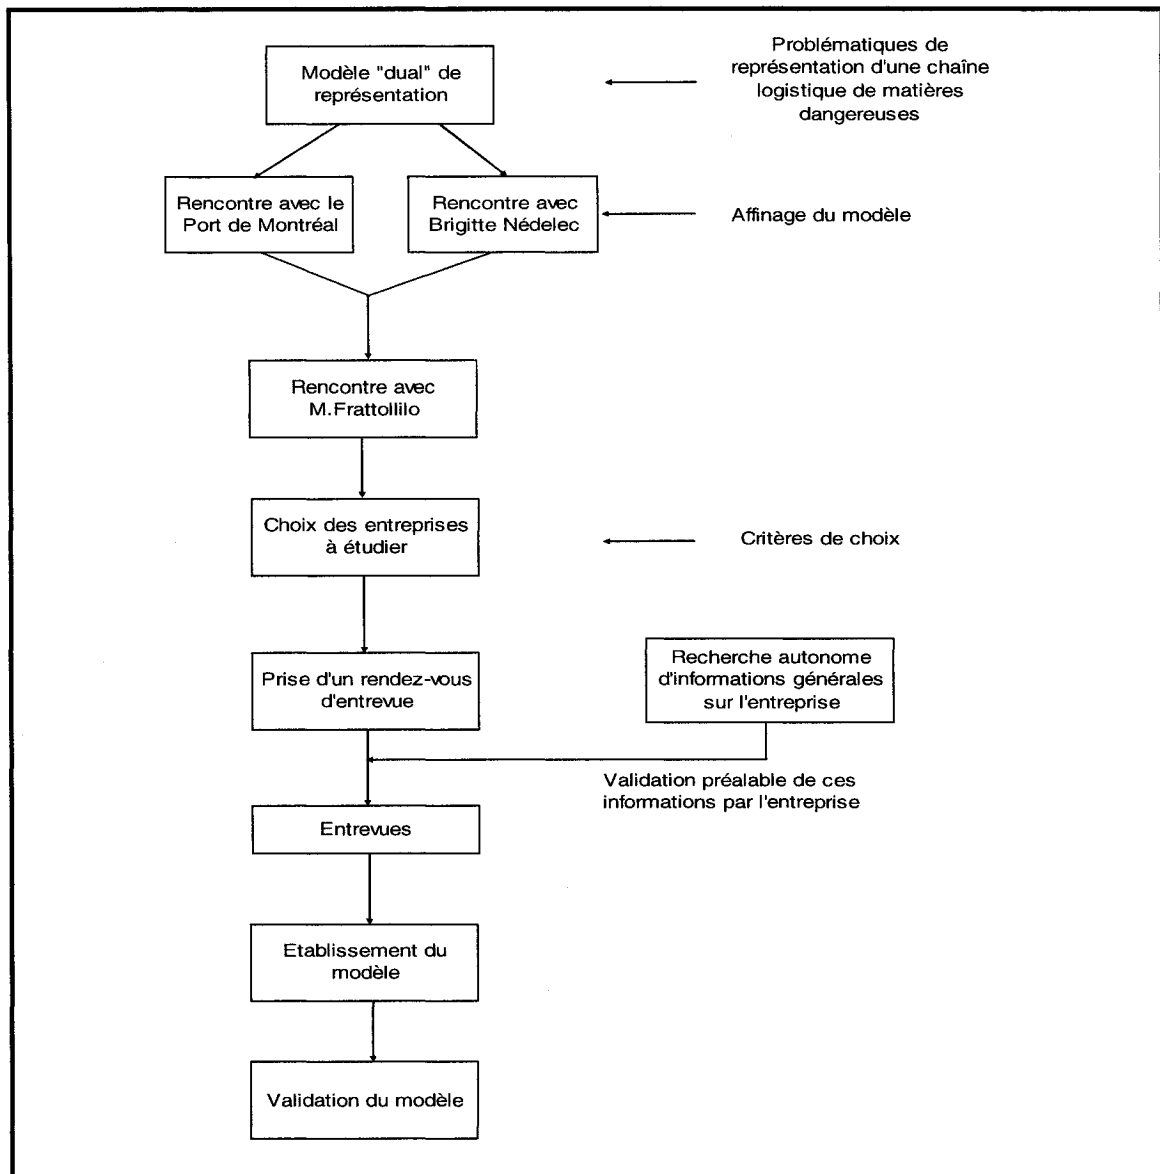 Modèle "dual" de
représentation
Problématiques de
représentation d'une chaîne
logistique de matières
dangereuses
Rencontre avec le
Port de Montréal
Rencontre avec
Brigitte Nédelec
Affinage du modèle
Rencontre avec
M.Frattollilo
Choix des entreprises
à étudier
Critères de choix
Prise d'un rendez-vous
d'entrevue
Recherche autonome
d'informations générales
sur l'entreprise
Validation préalable de ces
informations par l'entreprise
Entrevues
Etablissement du
modèle
Validation du modèle